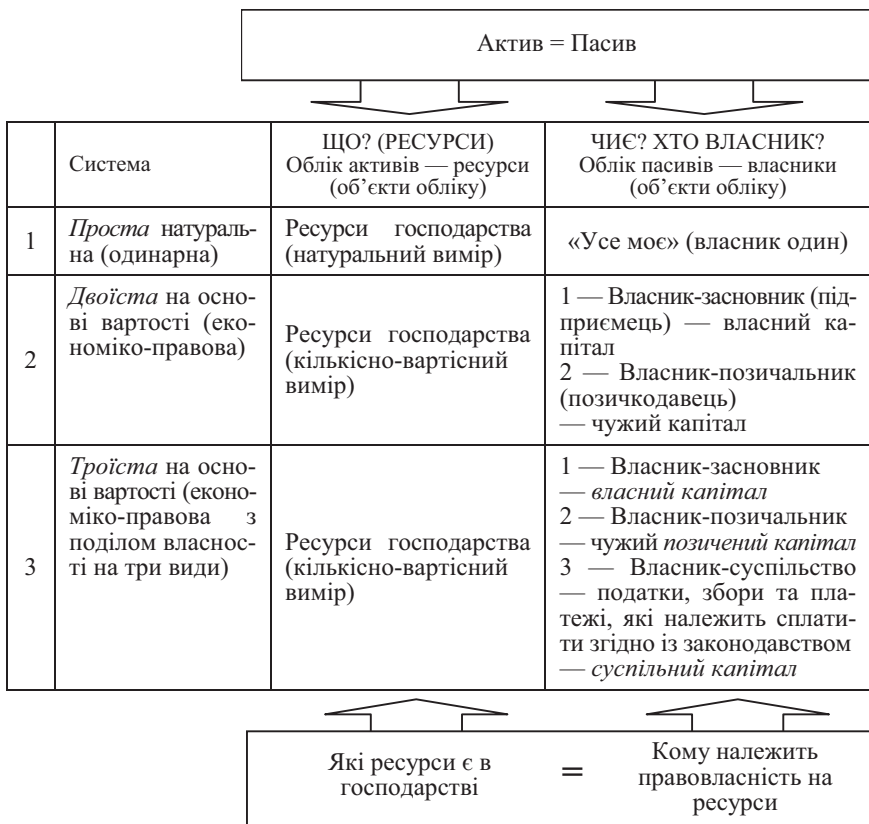 Актив = Пасив
Система
ЩО? (РЕСУРСИ)
Облік активів — ресурси
(об’єкти обліку)
ЧИЄ? ХТО ВЛАСНИК?
Облік пасивів — власники
(об’єкти обліку)
1
Проста натураль-
на (одинарна)
Ресурси господарства
(натуральний вимір)
«Усе моє» (власник один)
2
Двоїста на осно-
ві вартості (еко-
номіко-правова)
Ресурси господарства
(кількісно-вартісний
вимір)
1 — Власник-засновник (під-
приємець) — власний ка-
пітал
2 — Власник-позичальник
(позичкодавець)
— чужий капітал
3
Троїста на осно-
ві вартості (еконо-
міко-правова з
поділом власнос-
ті на три види)
Ресурси господарства
(кількісно-вартісний
вимір)
1 — Власник-засновник
— власний капітал
2 — Власник-позичальник
— чужий позичений капітал
3 — Власник-суспільство
— податки, збори та пла-
тежі, які належить сплати-
ти згідно із законодавством
— суспільний капітал
Які ресурси є в
господарстві
=
Кому належить
правовласність на
ресурси